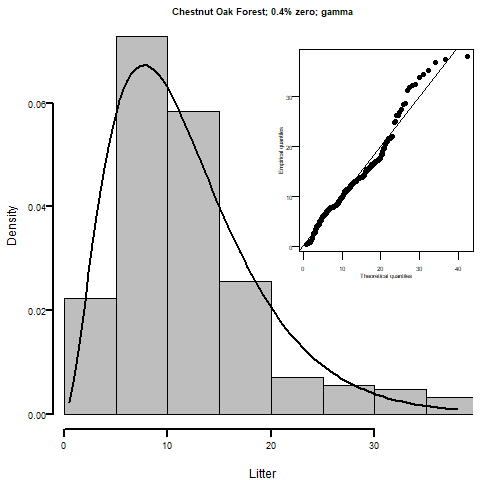 Chestnut Oak Forest; 0.4% zero; gamma
Density
0.06
0.04
0.02
0.00
0 10 20 30
Litter
Empirical quantiles
40
30
20
10
0
0 10 20 30 40
Theoretical quantiles